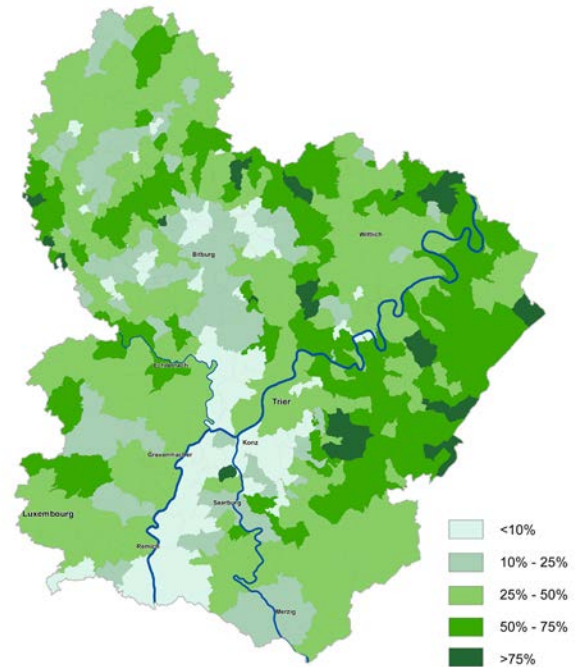 Wittlich
Bitburg
Echternach
Trier
Konz
Grevenmacher
Saarburg
Luxembourg
Remich
Merzig
<10%
10% - 25%
25% - 50%
50% - 75%
>75%